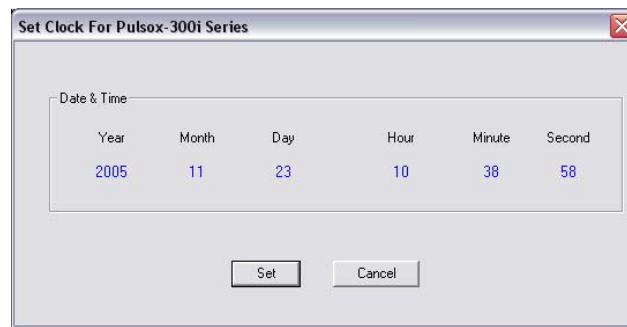 Set Clock For Pulsox-300i Series
Date & Time
Year Month Day Hour Minute Second
2005 11 23 10 38 58
Set Cancel